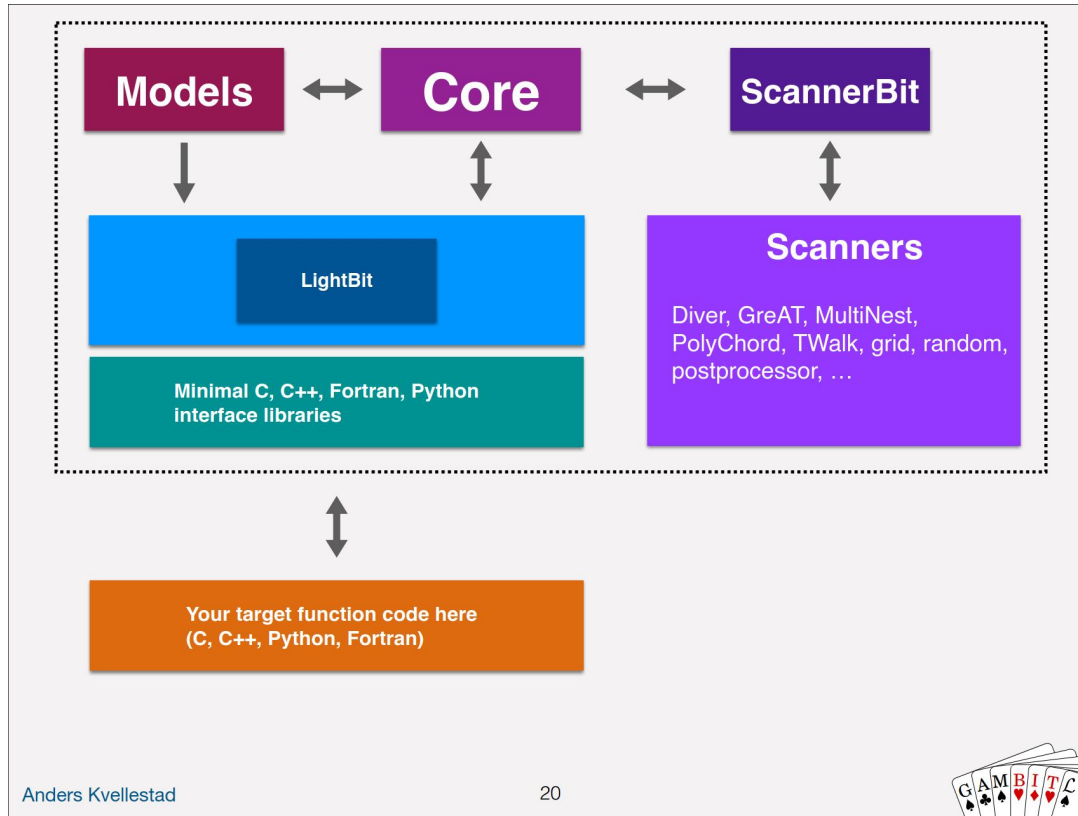 Models
Core
ScannerBit
LightBit
Scanners
Diver, GreAT, MultiNest,
PolyChord, TWalk, grid, random,
postprocessor, …
Minimal C, C++, Fortran, Python
interface libraries
Your target function code here
(C, C++, Python, Fortran)
Anders Kvellestad
20
GAMBIT